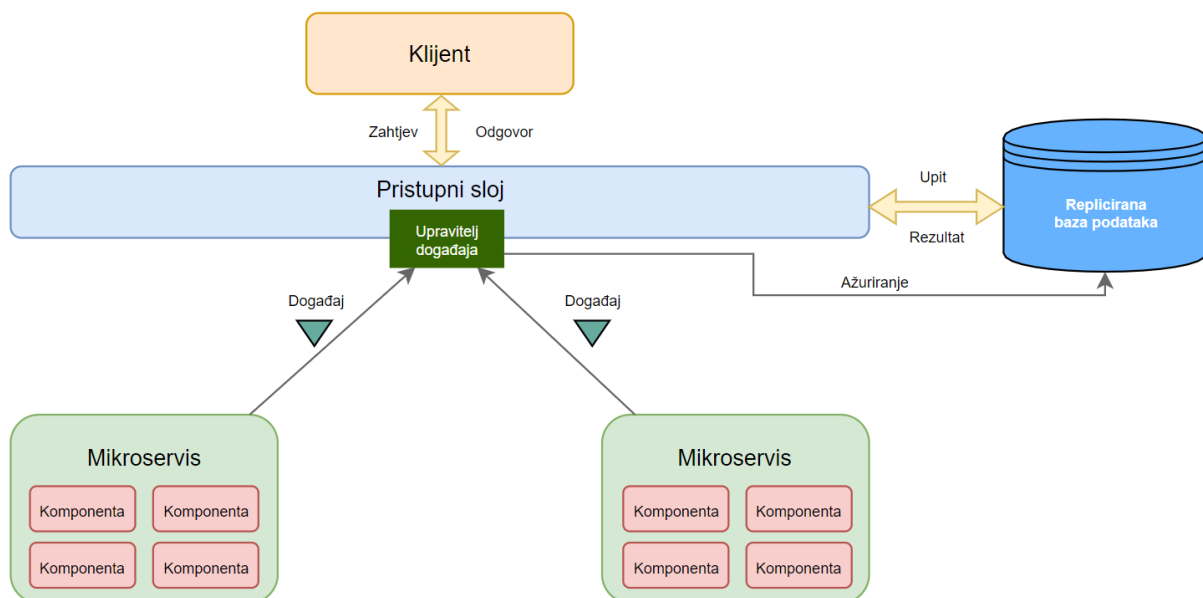 Klijent
Zahtjev
Odgovor
Pristupni sloj
Upravitelj
događaja
Upit
Rezultat
Replicirana
baza podataka
Ažuriranje
Događaj
Događaj
Mikroservis
Komponenta
Komponenta
Komponenta
Komponenta
Mikroservis
Komponenta
Komponenta
Komponenta
Komponenta